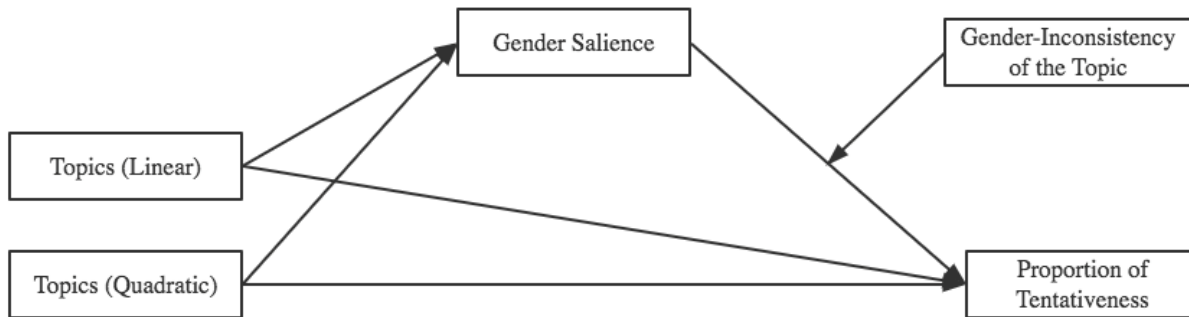 Gender Salience
Gender-Inconsistency
of the Topic
Topics (Linear)
Topics (Quadratic)
Proportion of
Tentativeness